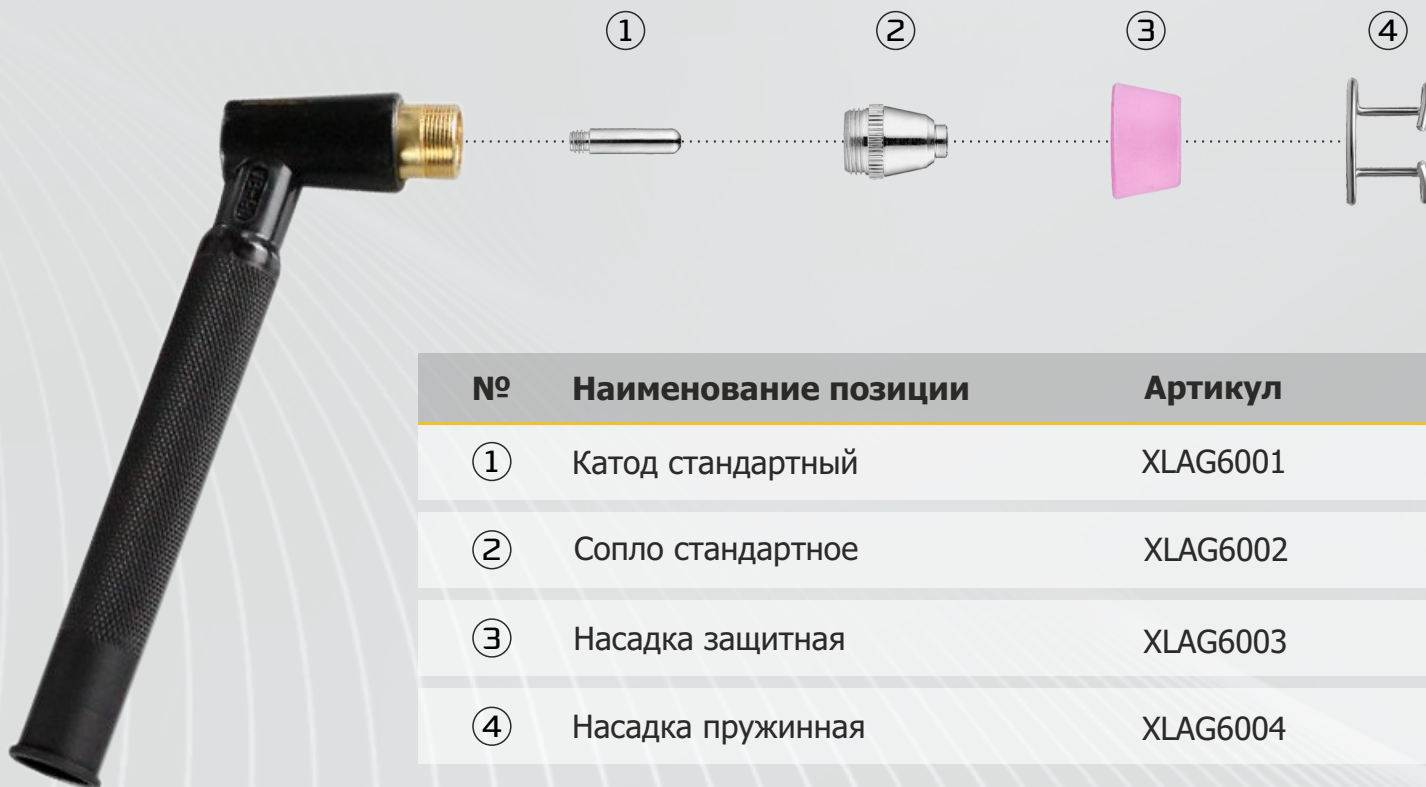 ① ② ③ ④
№ Наименование позиции Артикул
① Катод стандартный XLAG6001
② Сопло стандартное XLAG6002
③ Насадка защитная XLAG6003
④ Насадка пружинная XLAG6004